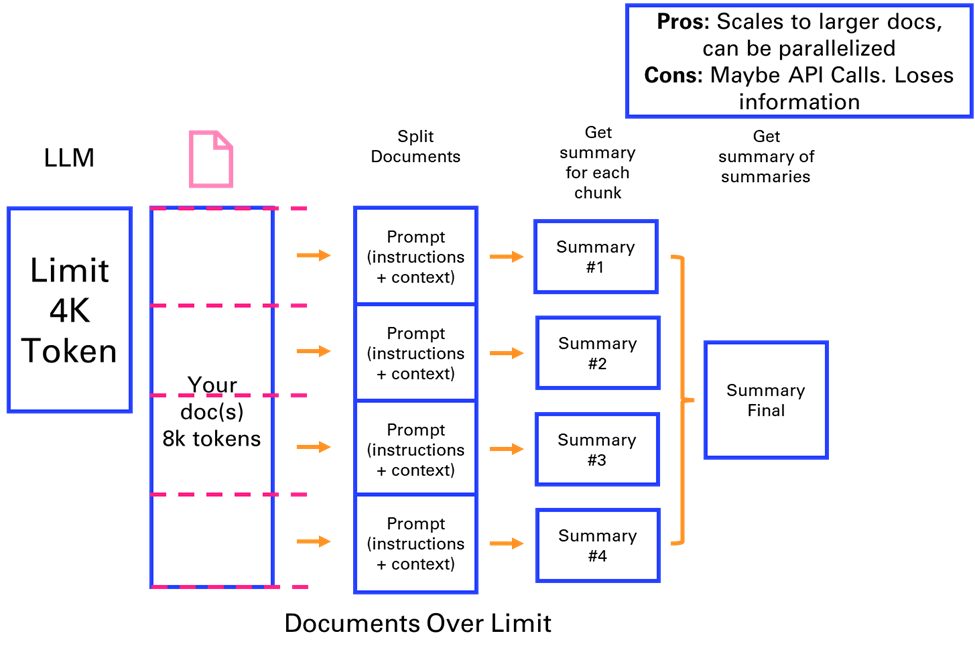 Pros: Scales to larger docs,
can be parallelized
Cons: Maybe API Calls. Loses
information
LLM
Split
Documents
Get
summary
for each
chunk
Get
summary of
summaries
Limit
4K
Token
Your
doc(s)
8k tokens
Prompt
(instructions
+ context)
Summary
#1
Prompt
(instructions
+ context)
Summary
#2
Prompt
(instructions
+ context)
Summary
#3
Prompt
(instructions
+ context)
Summary
#4
Summary
Final
Documents Over Limit